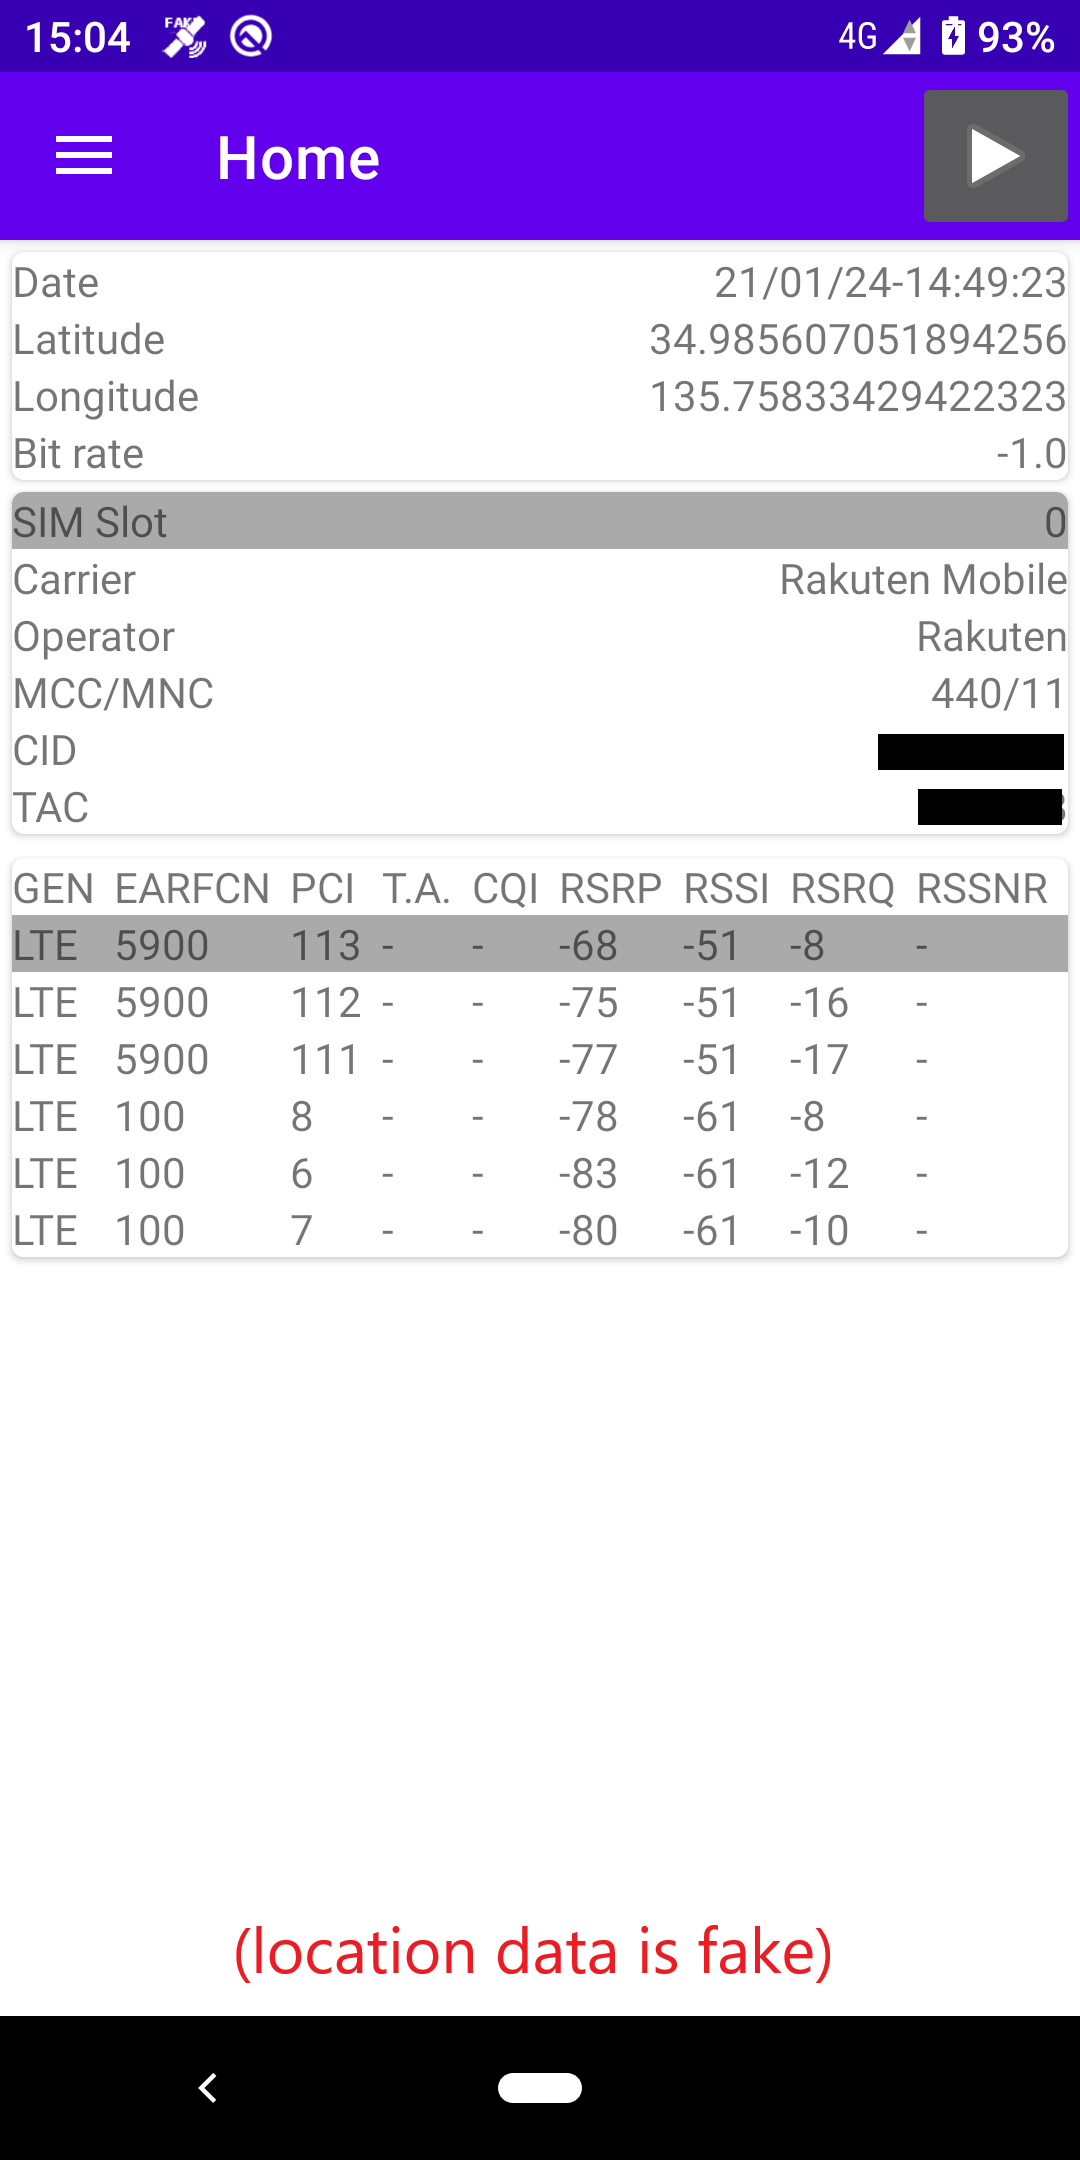 15:04 FAKE 4G 93%
Home
Date 21/01/24-14:49:23
Latitude 34.985607051894256
Longitude 135.75833429422323
Bit rate -1.0
SIM Slot 0
Carrier Rakuten Mobile
Operator Rakuten
MCC/MNC 440/11
CID
TAC
GEN EARFCN PCI T.A. CQI RSRP RSSI RSRQ RSSNR
LTE 5900 113 - - -68 -51 -8 -
LTE 5900 112 - - -75 -51 -16 -
LTE 5900 111 - - -77 -51 -17 -
LTE 100 8 - - -78 -61 -8 -
LTE 100 6 - - -83 -61 -12 -
LTE 100 7 - - -80 -61 -10 -
(location data is fake)